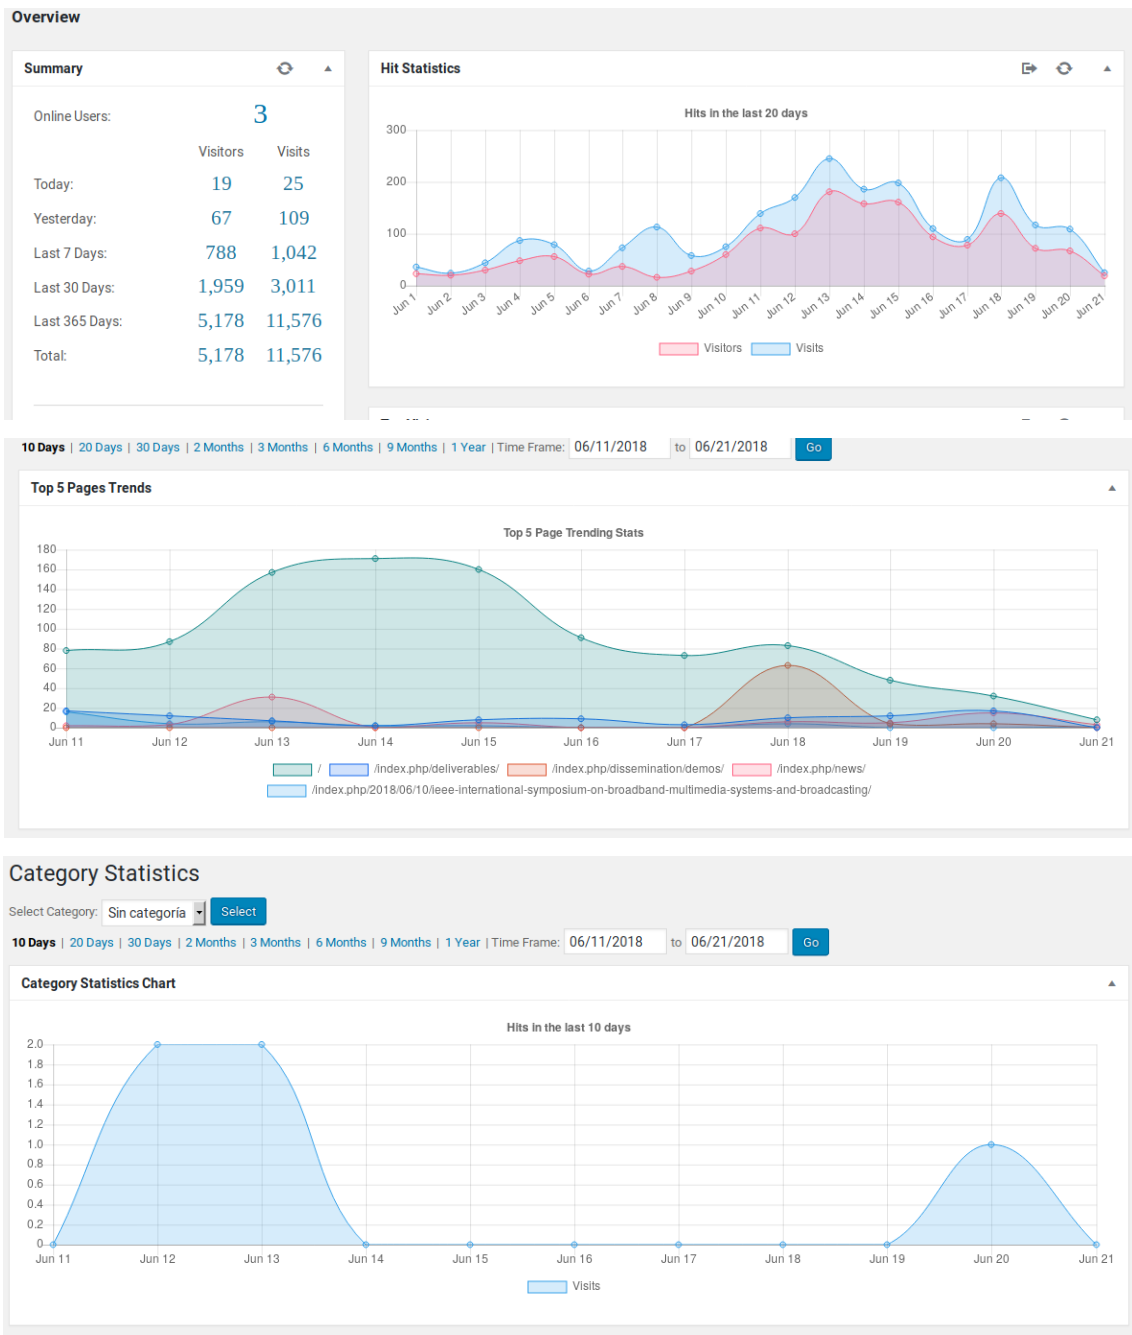 Overview
Summary
Online Users: 3
Visitors Visits
Today: 19 25
Yesterday: 67 109
Last 7 Days: 788 1,042
Last 30 Days: 1,959 3,011
Last 365 Days: 5,178 11,576
Total: 5,178 11,576
Hit Statistics
Hits in the last 20 days
300
200
100
0
Jun 1 Jun 2 Jun 3 Jun 4 Jun 5 Jun 6 Jun 7 Jun 8 Jun 9 Jun 10 Jun 11 Jun 12 Jun 13 Jun 14 Jun 15 Jun 16 Jun 17 Jun 18 Jun 19 Jun 20 Jun 21
Visitors Visits
10 Days | 20 Days | 30 Days | 2 Months | 3 Months | 6 Months | 9 Months | 1 Year | Time Frame: 06/11/2018 to 06/21/2018 Go
Top 5 Pages Trends
Top 5 Page Trending Stats
180
160
140
120
100
80
60
40
20
0
Jun 11 Jun 12 Jun 13 Jun 14 Jun 15 Jun 16 Jun 17 Jun 18 Jun 19 Jun 20 Jun 21
/ /index.php/deliverables/ /index.php/dissemination/demos/ /index.php/news/
/index.php/2018/06/10/ieee-international-symposium-on-broadband-multimedia-systems-and-broadcasting/
Category Statistics
Select Category: Sin categoría Select
10 Days | 20 Days | 30 Days | 2 Months | 3 Months | 6 Months | 9 Months | 1 Year | Time Frame: 06/11/2018 to 06/21/2018 Go
Category Statistics Chart
Hits in the last 10 days
2.0
1.8
1.6
1.4
1.2
1.0
0.8
0.6
0.4
0.2
0
Jun 11 Jun 12 Jun 13 Jun 14 Jun 15 Jun 16 Jun 17 Jun 18 Jun 19 Jun 20 Jun 21
Visits